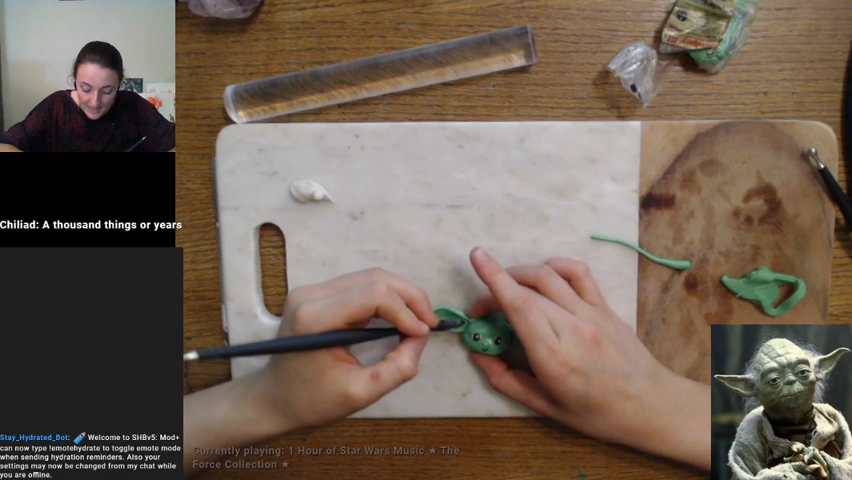 Chiliad: A thousand things or years
Stay_Hydrated_Bot: Welcome to SHBv5: Mod+
can now type !emotehydrate to toggle emote mode
when sending hydration reminders. Also your
settings may now be changed from my chat while
you are offline.
Currently playing: 1 Hour of Star Wars Music ★ The
Force Collection ★